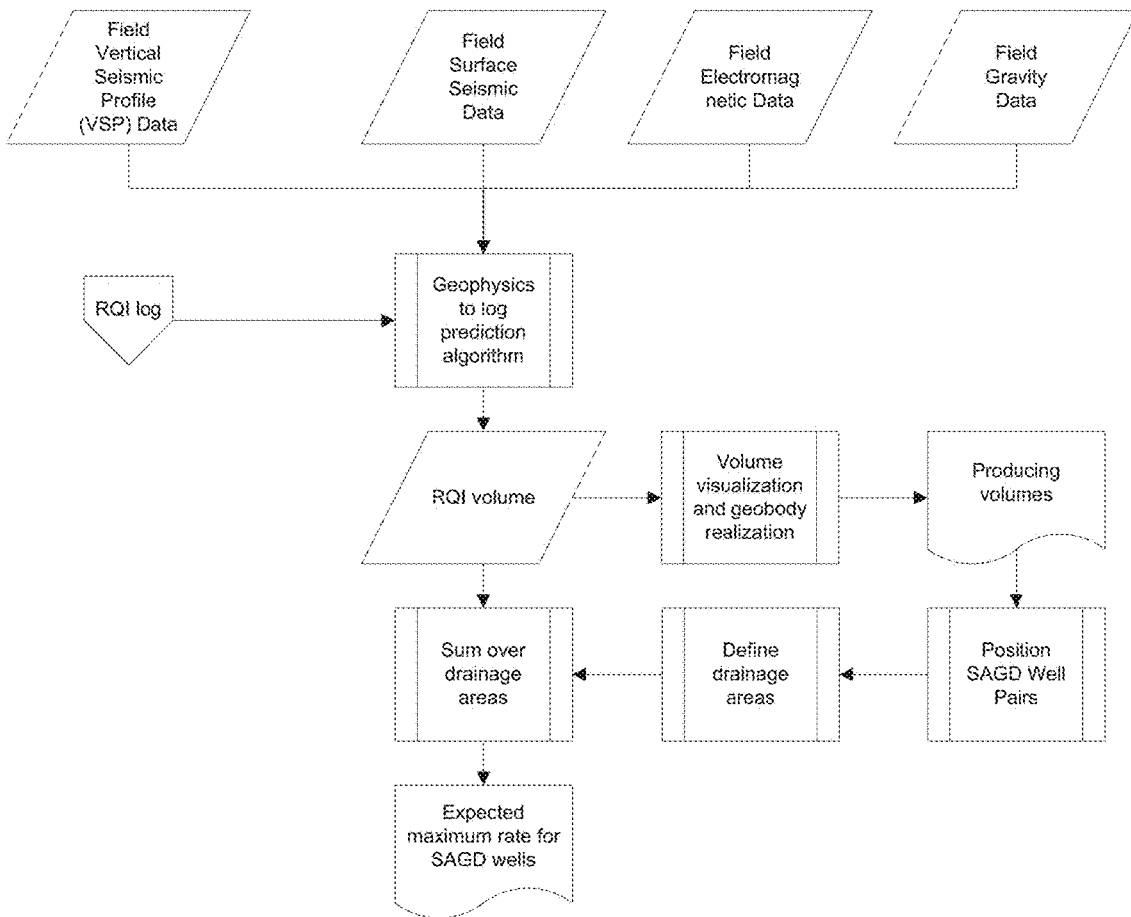 Field
Vertical
Seismic
Profile
(VSP) Data
Field
Surface
Seismic
Data
Field
Electromag
netic Data
Field
Gravity
Data
RQI log
Geophysics
to log
prediction
algorithm
RQI volume
Volume
visualization
and geobody
realization
Producing
volumes
Sum over
drainage
areas
Define
drainage
areas
Position
SAGD Well
Pairs
Expected
maximum rate for
SAGD wells